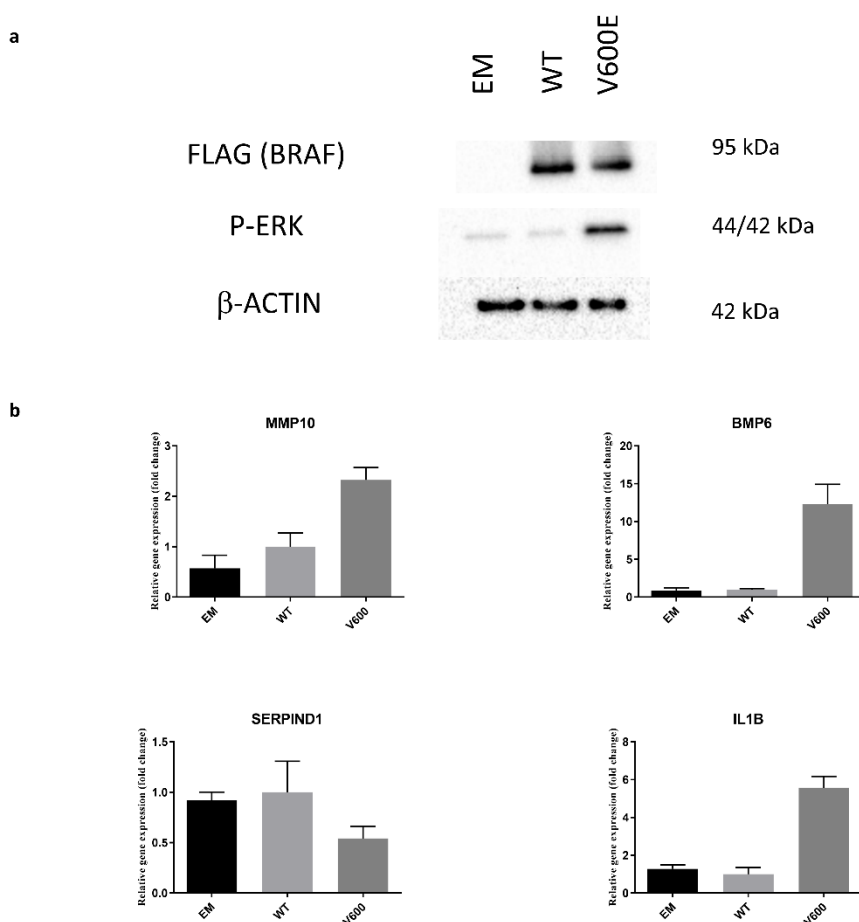 a
EM
WT
V600E
FLAG (BRAF)
95 kDa
P-ERK
44/42 kDa
β-ACTIN
42 kDa
b
MMP10
Relative gene expression (fold change)
3
2
1
0
EM
WT
V600
BMP6
Relative gene expression (fold change)
20
15
10
5
0
EM
WT
V600
SERPIND1
Relative gene expression (fold change)
1.5
1.0
0.5
0.0
EM
WT
V600
IL1B
Relative gene expression (fold change)
8
6
4
2
0
EM
WT
V600